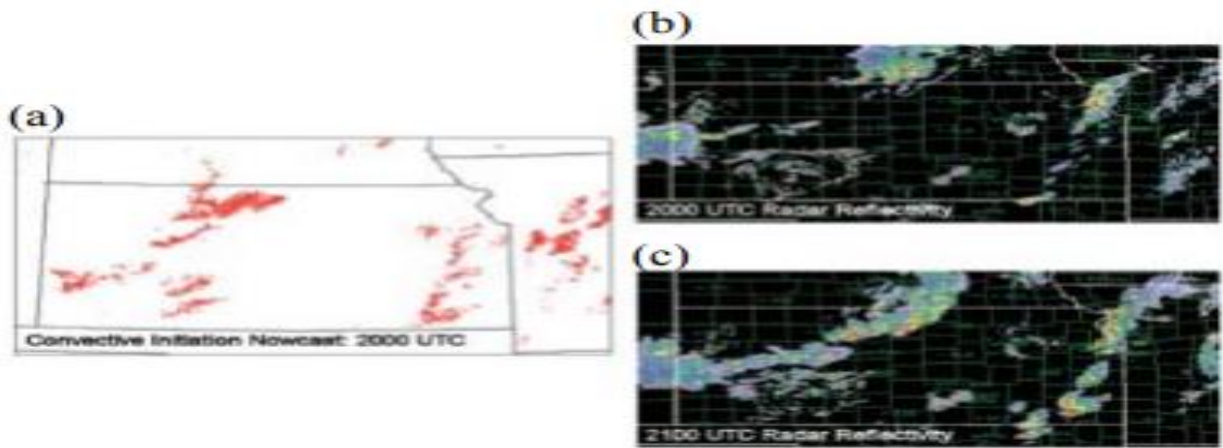 (a)
Convective Initiation Nowcast: 2000 UTC
(b)
2000 UTC Radar Reflectivity
(c)
2100 UTC Radar Reflectivity